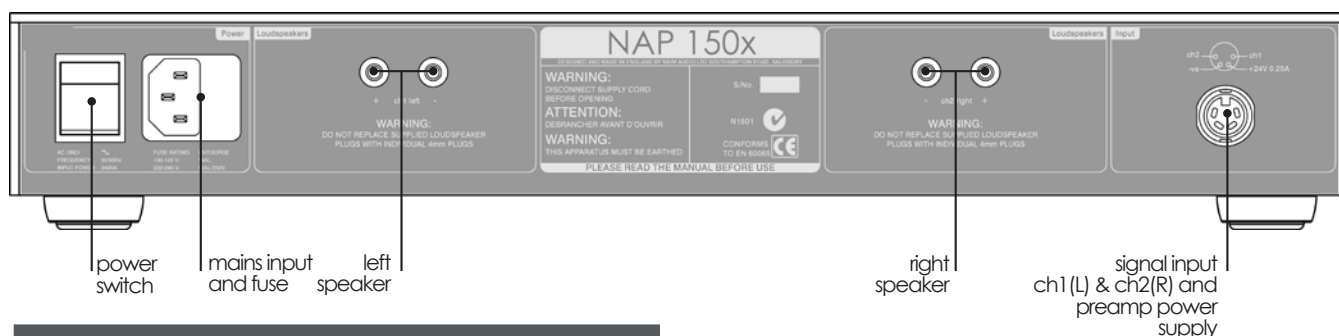 Power
Loudspeakers
NAP 150x
Loudspeakers
Input
DESIGNED AND MADE IN ENGLAND BY NAIM AUDIO LTD SOUTHAMPTON ROAD, SALISBURY
WARNING:
DISCONNECT SUPPLY CORD
BEFORE OPENING
ATTENTION:
DEBRANCHER AVANT D'OUVRIR
WARNING:
THIS APPARATUS MUST BE EARTHED
S/No.
N1501
CONFORMS
TO EN 60065
CE
PLEASE READ THE MANUAL BEFORE USE
+ ch1 left -
WARNING:
DO NOT REPLACE SUPPLIED LOUDSPEAKER
PLUGS WITH INDIVIDUAL 4mm PLUGS
- ch2 right +
WARNING:
DO NOT REPLACE SUPPLIED LOUDSPEAKER
PLUGS WITH INDIVIDUAL 4mm PLUGS
ch2 ch1
-ve +24V 0.25A
AC ONLY
FREQUENCY
INPUT POWER
FUSE RATING
power
switch
mains input
and fuse
left
speaker
right
speaker
signal input
ch1(L) & ch2(R) and
preamp power
supply